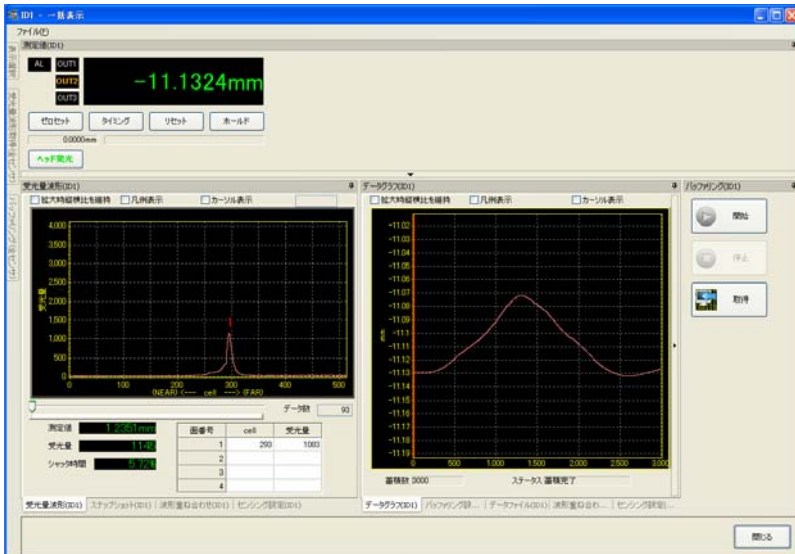 ID1 - 一括表示
ファイル(F)
測定値(ID1)
AL OUT1
OUT2
OUT3
-11.1324mm
ゼロセット タイミング リセット ホールド
0.0000mm
ヘッド発光
受光量波形(ID1)
拡大時縦横比を維持 凡例表示 カーソル表示
4,000
3,500
3,000
2,500
2,000
1,500
1,000
500
0
受光量
0 100 200 300 400 500
(NEAR) <--- cell ---> (FAR)
データ数 90
測定値 1.2351mm
受光量 1145
シャッタ時間 5.72%
面番号 cell 受光量
1 293 1083
2
3
4
受光量波形(ID1) スナップショット(ID1) 波形重ね合わせ(ID1) センシング設定(ID1)
データグラフ(ID1)
拡大時縦横比を維持 凡例表示 カーソル表示
-11.02
-11.03
-11.04
-11.05
-11.06
-11.07
-11.08
-11.09
-11.1
-11.11
-11.12
-11.13
-11.14
-11.15
-11.16
-11.17
-11.18
-11.19
mm
0 500 1,000 1,500 2,000 2,500 3,000
蓄積数 3000 ステータス 蓄積完了
データグラフ(ID1) バッファリング設... データファイル(ID1) 波形重ね合わ... センシング設定(...
バッファリング(ID1)
開始
停止
取得
閉じる